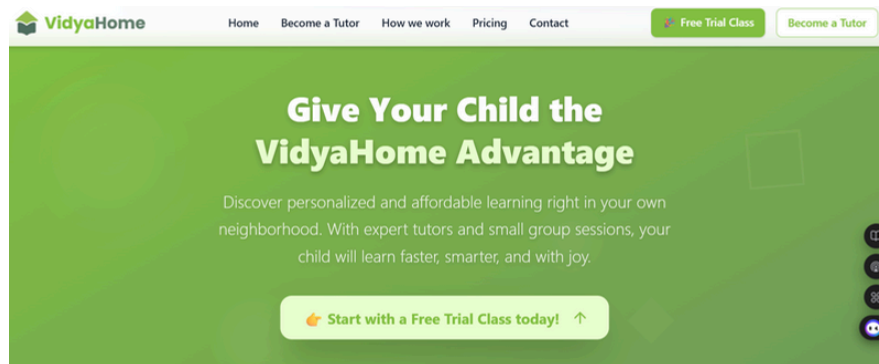 VidyaHome
Home Become a Tutor How we work Pricing Contact
🎉 Free Trial Class
Become a Tutor
Give Your Child the
VidyaHome Advantage
Discover personalized and affordable learning right in your own
neighborhood. With expert tutors and small group sessions, your
child will learn faster, smarter, and with joy.
👉 Start with a Free Trial Class today! ↑